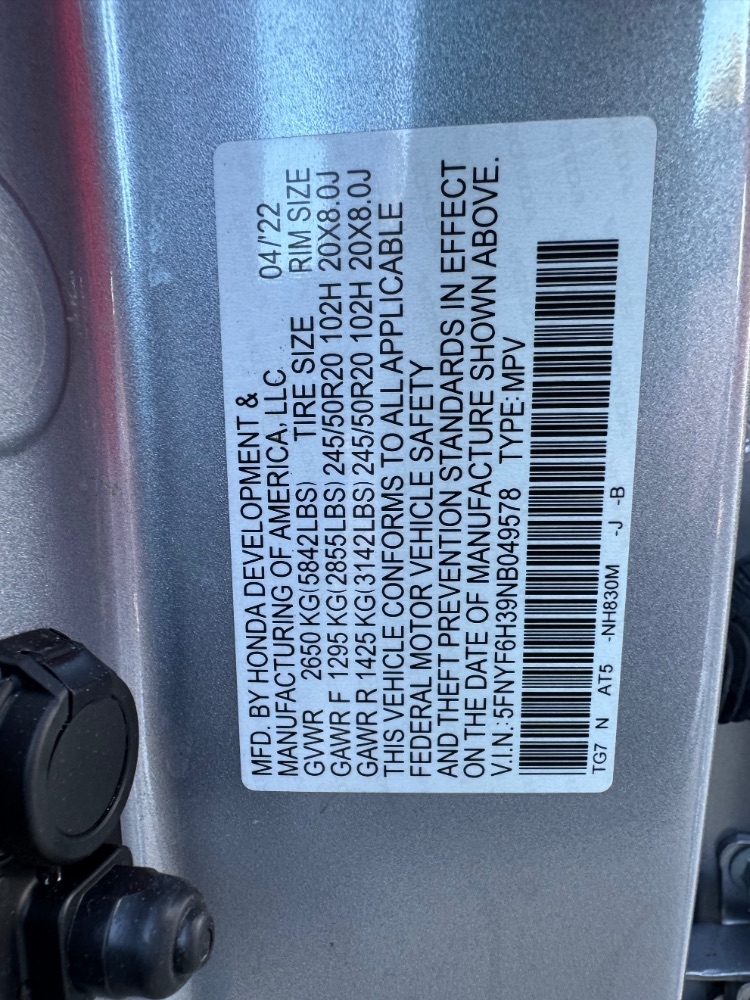 MFD. BY HONDA DEVELOPMENT &
MANUFACTURING OF AMERICA, LLC 04/'22
GVWR 2650 KG(5842LBS) TIRE SIZE RIM SIZE
GAWR F 1295 KG(2855LBS) 245/50R20 102H 20X8.0J
GAWR R 1425 KG(3142LBS) 245/50R20 102H 20X8.0J
THIS VEHICLE CONFORMS TO ALL APPLICABLE
FEDERAL MOTOR VEHICLE SAFETY
AND THEFT PREVENTION STANDARDS IN EFFECT
ON THE DATE OF MANUFACTURE SHOWN ABOVE.
V.I.N.:5FNYF6H39NB049578 TYPE: MPV
TG7 N AT5 -NH830M -J -B